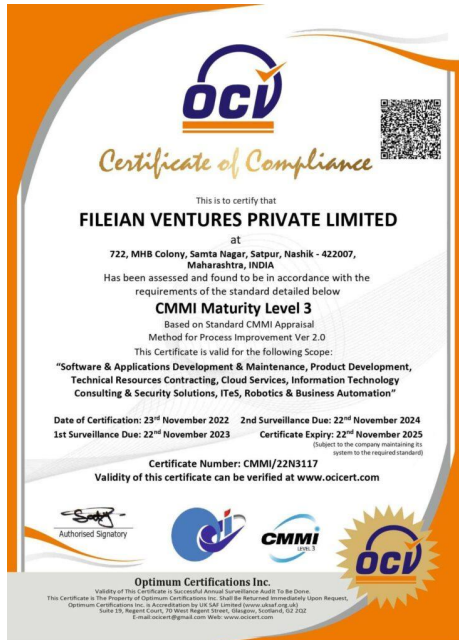 OCV
Certificate of Compliance
This is to certify that
FILEIAN VENTURES PRIVATE LIMITED
at
722, MHB Colony, Samta Nagar, Satpur, Nashik - 422007,
Maharashtra, INDIA
Has been assessed and found to be in accordance with the
requirements of the standard detailed below
CMMI Maturity Level 3
Based on Standard CMMI Appraisal
Method for Process Improvement Ver 2.0
This Certificate is valid for the following Scope:
“Software & Applications Development & Maintenance, Product Development,
Technical Resources Contracting, Cloud Services, Information Technology
Consulting & Security Solutions, ITeS, Robotics & Business Automation”
Date of Certification: 23rd November 2022 2nd Surveillance Due: 22nd November 2024
1st Surveillance Due: 22nd November 2023 Certificate Expiry: 22nd November 2025
(Subject to the company maintaining its
system to the required standard)
Certificate Number: CMMI/22N3117
Validity of this certificate can be verified at www.ocicert.com
Authorised Signatory
CMMI
LEVEL 3
OCV
Optimum Certifications Inc.
Validity of This Certificate is Successful Annual Surveillance Audit To Be Done.
This Certificate is The Property of Optimum Certifications Inc. Shall Be Returned Immediately Upon Request,
Optimum Certifications Inc. is Accreditation by UK SAF Limited (www.uksaf.org.uk)
Suite 19, Regent Court, 70 West Regent Street, Glasgow, Scotland, G2 2QZ
E-mail:ocicert@gmail.com Web: www.ocicert.com